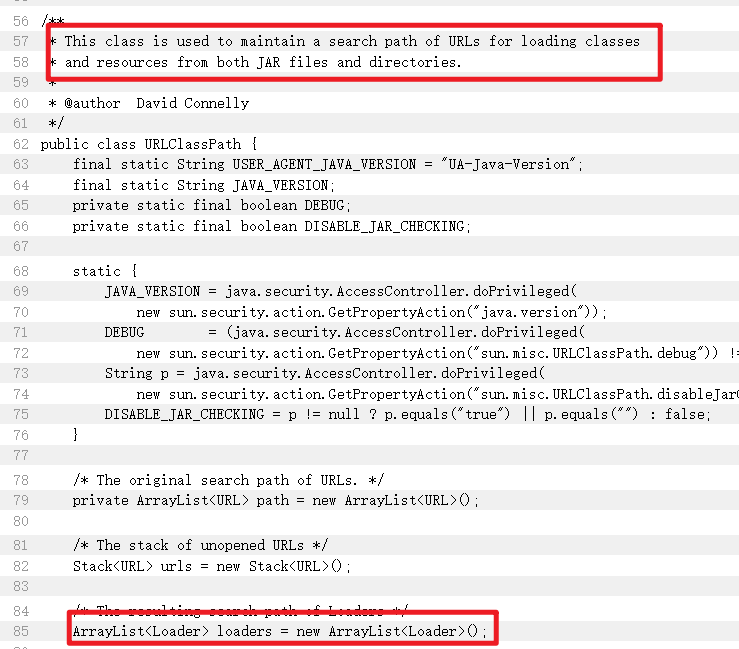 56 /**
57 * This class is used to maintain a search path of URLs for loading classes
58 * and resources from both JAR files and directories.
59 *
60 * @author  David Connelly
61 */
62 public class URLClassPath {
63 final static String USER_AGENT_JAVA_VERSION = "UA-Java-Version";
64 final static String JAVA_VERSION;
65 private static final boolean DEBUG;
66 private static final boolean DISABLE_JAR_CHECKING;
67
68 static {
69 JAVA_VERSION = java.security.AccessController.doPrivileged(
70 new sun.security.action.GetPropertyAction("java.version"));
71 DEBUG        = (java.security.AccessController.doPrivileged(
72 new sun.security.action.GetPropertyAction("sun.misc.URLClassPath.debug")) !=
73 String p = java.security.AccessController.doPrivileged(
74 new sun.security.action.GetPropertyAction("sun.misc.URLClassPath.disableJar
75 DISABLE_JAR_CHECKING = p != null ? p.equals("true") || p.equals("") : false;
76 }
77
78 /* The original search path of URLs. */
79 private ArrayList<URL> path = new ArrayList<URL>();
80
81 /* The stack of unopened URLs */
82 Stack<URL> urls = new Stack<URL>();
83
84 /* The resulting search path of Loaders */
85 ArrayList<Loader> loaders = new ArrayList<Loader>();